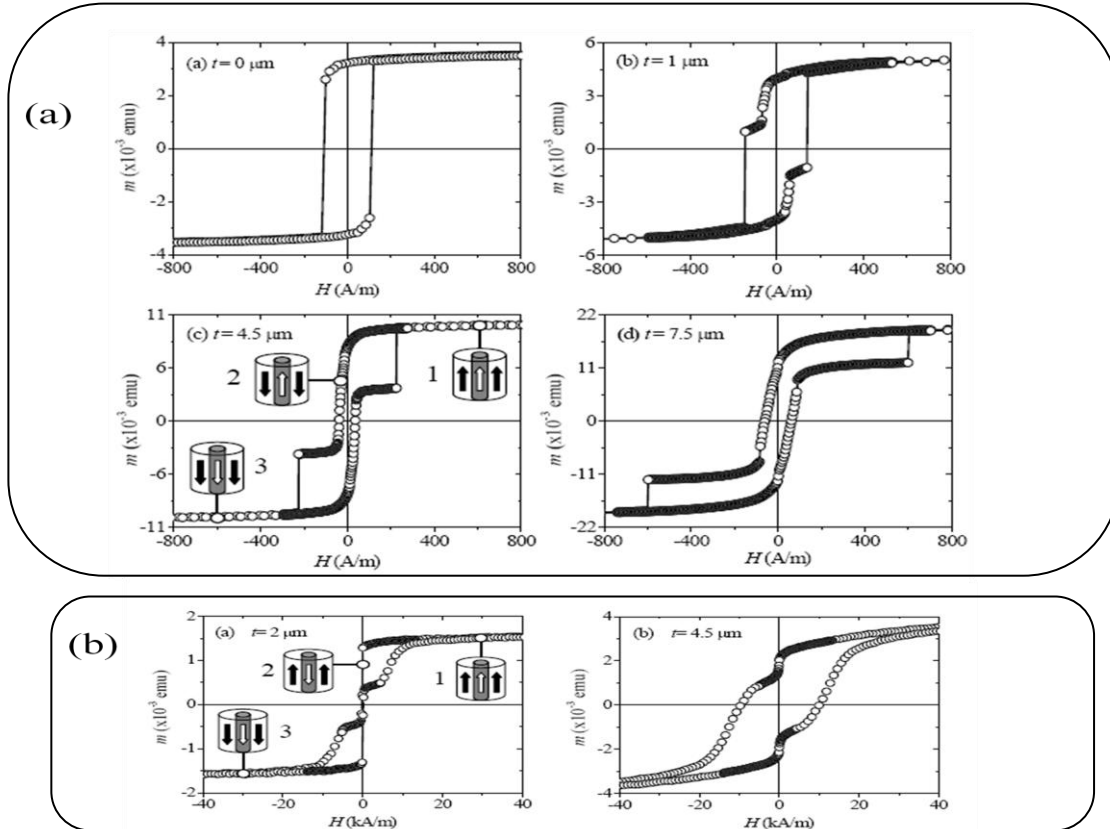 (a)
(a) t = 0 μm
m (x10⁻³ emu)
4
2
0
-2
-4
-800 -400 0 400 800
H (A/m)
(b) t = 1 μm
m (x10⁻³ emu)
6
3
0
-3
-6
-800 -400 0 400 800
H (A/m)
(c) t = 4.5 μm
m (x10⁻³ emu)
11
6
0
-6
-11
2
1
3
-800 -400 0 400 800
H (A/m)
(d) t = 7.5 μm
m (x10⁻³ emu)
22
11
0
-11
-22
-800 -400 0 400 800
H (A/m)
(b)
(a) t = 2 μm
m (x10⁻³ emu)
2
1
0
-1
-2
2
1
3
-40 -20 0 20 40
H (kA/m)
(b) t = 4.5 μm
m (x10⁻³ emu)
4
2
0
-2
-4
-40 -20 0 20 40
H (kA/m)